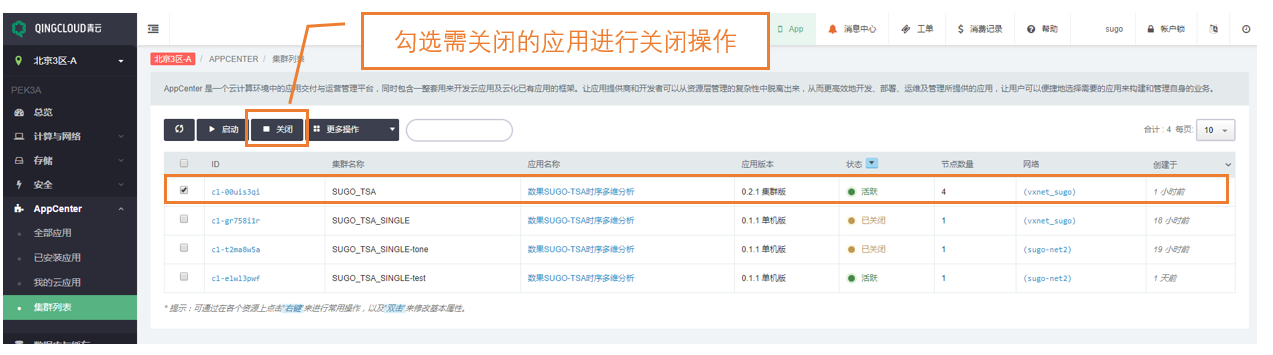 QINGCLOUD青云
勾选需关闭的应用进行关闭操作
App 消息中心 工单 $ 消费记录 帮助 sugo 帐户锁
北京3区-A
北京3区-A / APPCENTER / 集群列表
PEK3A
AppCenter 是一个云计算环境中的应用交付与运营管理平台，同时包含一整套用来开发云应用及云化已有应用的框架。让应用提供商和开发者可以从资源层管理的复杂性中脱离出来，从而更高效地开发、部署、运维及管理所提供的应用，让用户可以便捷地选择需要的应用来构建和管理自身的业务。
总览
计算与网络
存储
安全
AppCenter
全部应用
已安装应用
我的云应用
集群列表
启动 关闭 更多操作
合计 : 4 每页: 10
ID 集群名称 应用名称 应用版本 状态 节点数量 网络 创建于
cl-00uis3qi SUGO_TSA 数果SUGO-TSA时序多维分析 0.2.1 集群版 活跃 4 (vxnet_sugo) 1 小时前
cl-gr758i1r SUGO_TSA_SINGLE 数果SUGO-TSA时序多维分析 0.1.1 单机版 已关闭 1 (vxnet_sugo) 18 小时前
cl-t2ma8w5a SUGO_TSA_SINGLE-tone 数果SUGO-TSA时序多维分析 0.1.1 单机版 已关闭 1 (sugo-net2) 19 小时前
cl-elwl3pwf SUGO_TSA_SINGLE-test 数果SUGO-TSA时序多维分析 0.1.1 单机版 活跃 1 (sugo-net2) 1 天前
* 提示：可通过在各个资源上点击"右键"来进行常用操作，以及"双击"来修改基本属性。